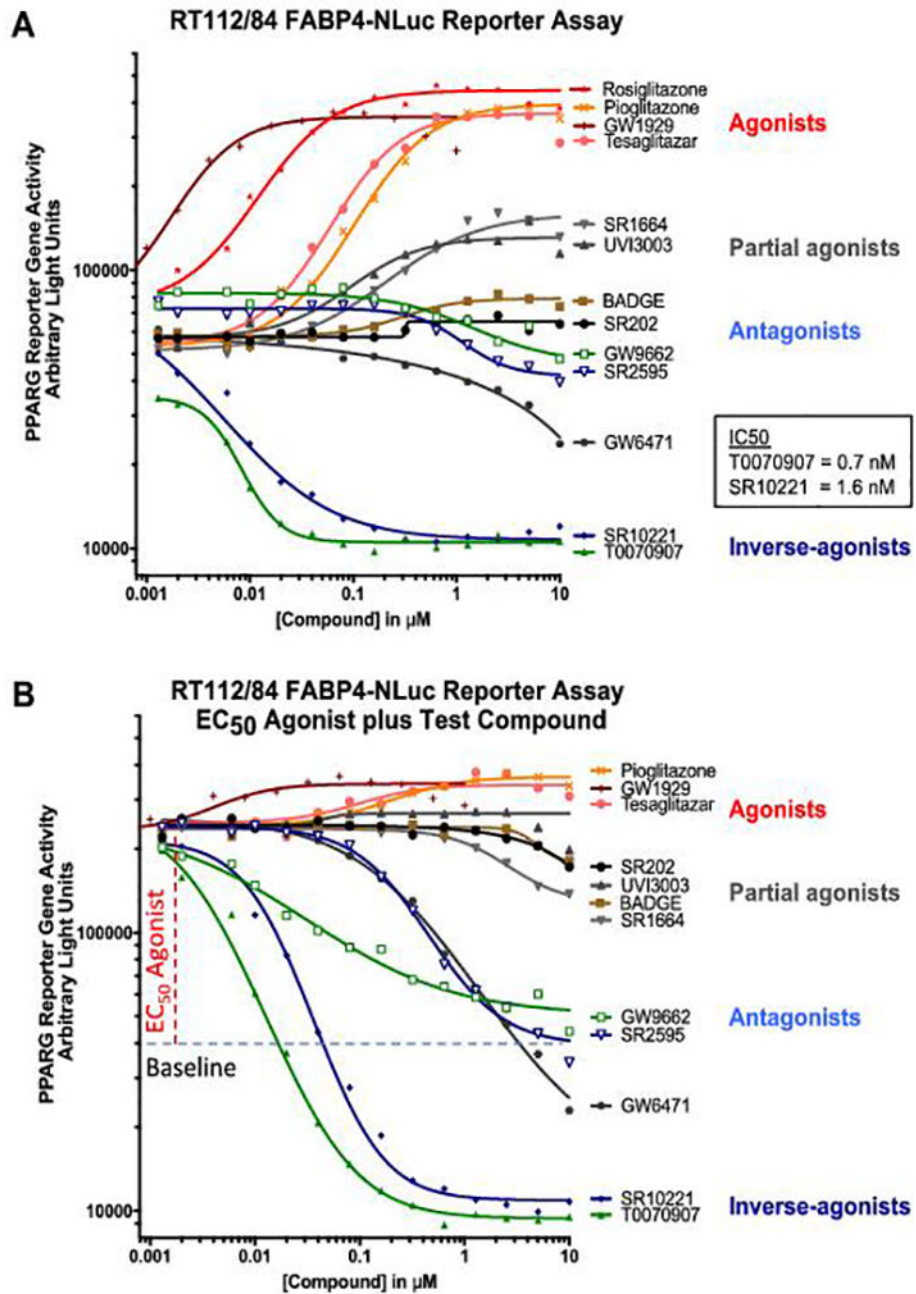 A
RT112/84 FABP4-NLuc Reporter Assay
PPARG Reporter Gene Activity
Arbitrary Light Units
100000
10000
0.001
0.01
0.1
1
10
[Compound] in µM
Rosiglitazone
Pioglitazone
GW1929
Tesaglitazar
Agonists
SR1664
UVI3003
Partial agonists
BADGE
SR202
GW9662
SR2595
Antagonists
GW6471
IC50
T0070907 = 0.7 nM
SR10221 = 1.6 nM
SR10221
T0070907
Inverse-agonists
B
RT112/84 FABP4-NLuc Reporter Assay
EC50 Agonist plus Test Compound
PPARG Reporter Gene Activity
Arbitrary Light Units
100000
10000
EC50 Agonist
Baseline
0.001
0.01
0.1
1
10
[Compound] in µM
Pioglitazone
GW1929
Tesaglitazar
Agonists
SR202
UVI3003
BADGE
SR1664
Partial agonists
GW9662
SR2595
Antagonists
GW6471
SR10221
T0070907
Inverse-agonists